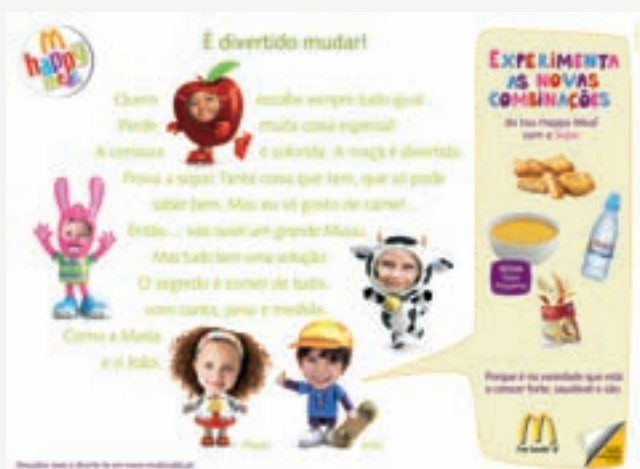 happy meal
É divertido mudar!
Quem escolhe sempre tudo igual
Perde muita coisa especial!
A cenoura é colorida. A maçã é divertida.
Prova a sopa! Tanta coisa que tem, que só pode
saber bem. Mas eu só gosto de carne!
Então... vais ouvir um grande Muuu.
Mas tudo tem uma solução.
O segredo é comer de tudo,
com conta, peso e medida.
Como a Maria
e o João.
EXPERIMENTA
AS NOVAS
COMBINAÇÕES
do teu Happy Meal
com a Sopa
Porque é na variedade que está
o crescer forte, saudável e são.